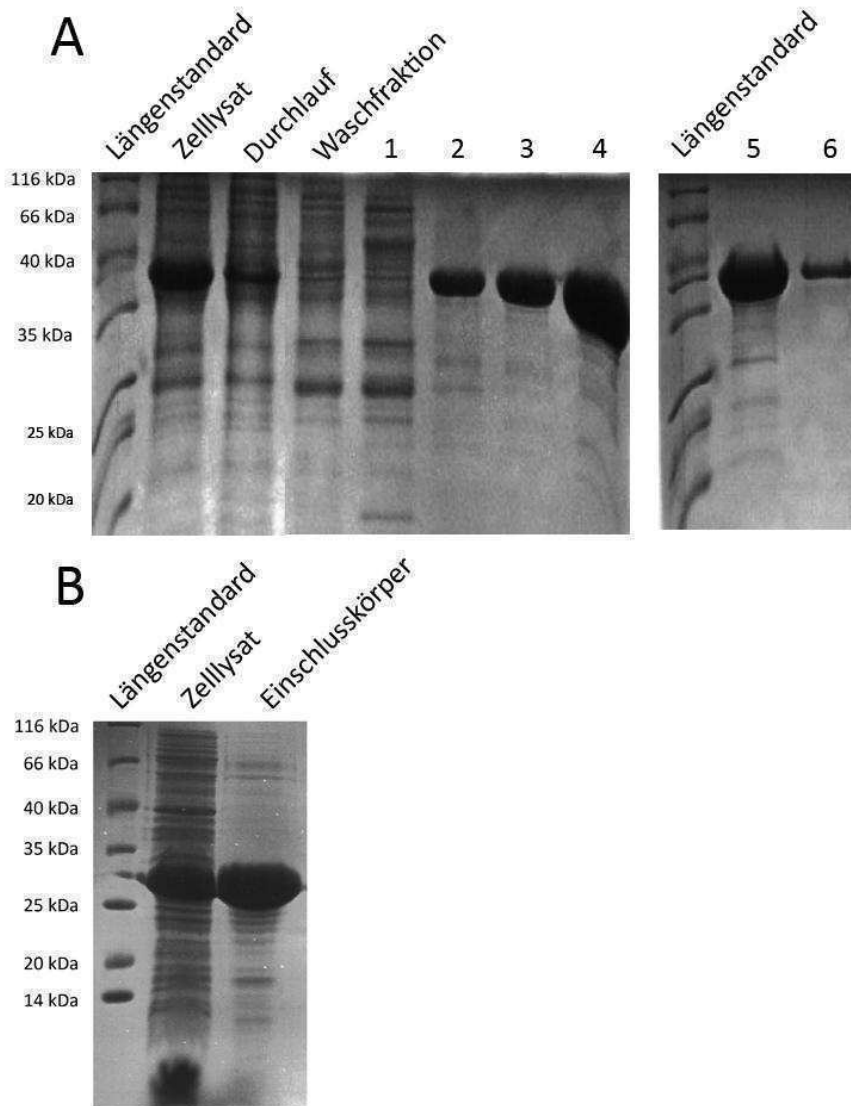 A
Längenstandard
Zelllysat
Durchlauf
Waschfraktion
1
2
3
4
Längenstandard
5
6
116 kDa
66 kDa
40 kDa
35 kDa
25 kDa
20 kDa
B
Längenstandard
Zelllysat
Einschlusskörper
116 kDa
66 kDa
40 kDa
35 kDa
25 kDa
20 kDa
14 kDa